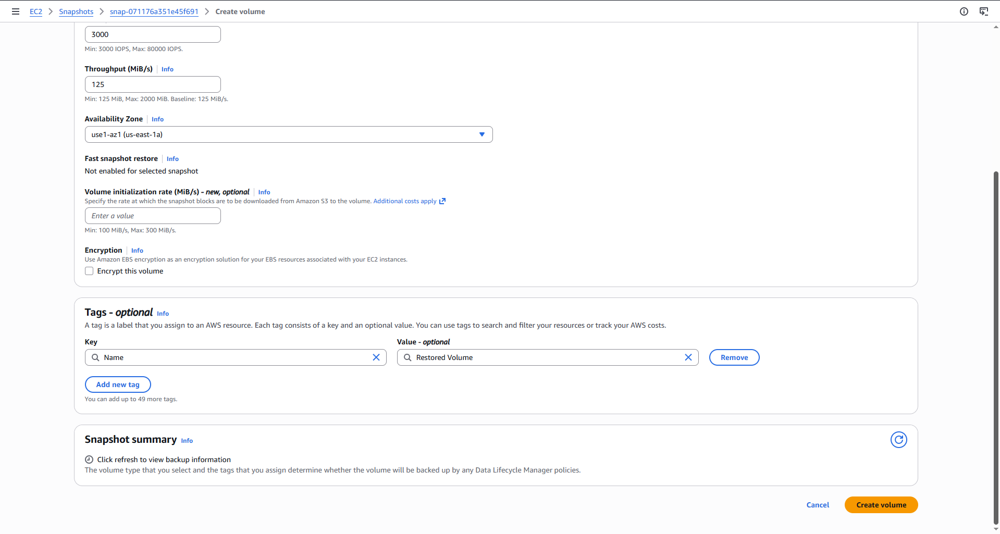 EC2 > Snapshots > snap-071176a351e45f691 > Create volume
3000
Min: 3000 IOPS, Max: 80000 IOPS.
Throughput (MiB/s) Info
125
Min: 125 MiB, Max: 2000 MiB. Baseline: 125 MiB/s.
Availability Zone Info
use1-az1 (us-east-1a)
Fast snapshot restore Info
Not enabled for selected snapshot
Volume initialization rate (MiB/s) - new, optional Info
Specify the rate at which the snapshot blocks are to be downloaded from Amazon S3 to the volume. Additional costs apply
Enter a value
Min: 100 MiB/s, Max: 300 MiB/s.
Encryption Info
Use Amazon EBS encryption as an encryption solution for your EBS resources associated with your EC2 instances.
Encrypt this volume
Tags - optional Info
A tag is a label that you assign to an AWS resource. Each tag consists of a key and an optional value. You can use tags to search and filter your resources or track your AWS costs.
Key Value - optional
Name Restored Volume Remove
Add new tag
You can add up to 49 more tags.
Snapshot summary Info
Click refresh to view backup information
The volume type that you select and the tags that you assign determine whether the volume will be backed up by any Data Lifecycle Manager policies.
Cancel Create volume